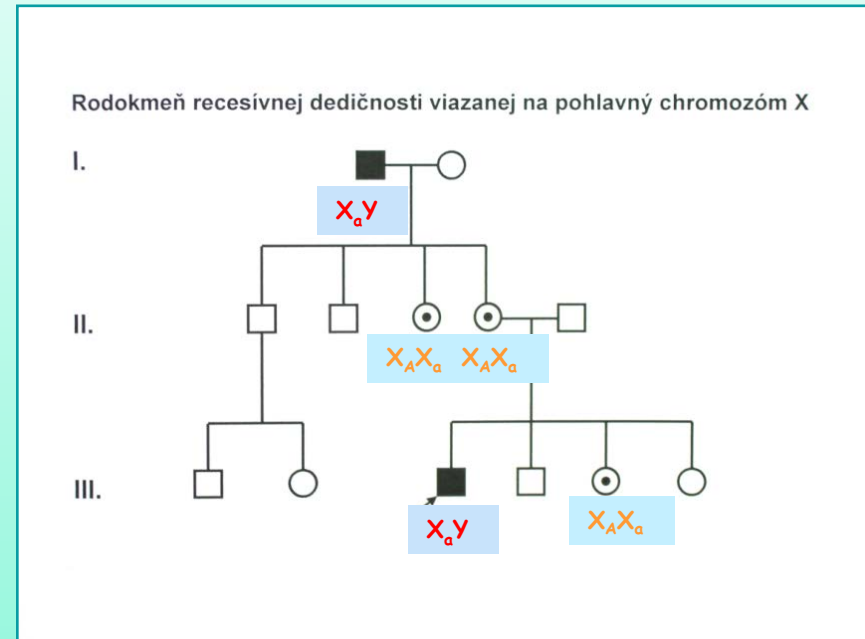 Rodokmeň recesívnej dedičnosti viazanej na pohlavný chromozóm X
I.
XaY
II.
XAXa XAXa
III.
XaY
XAXa